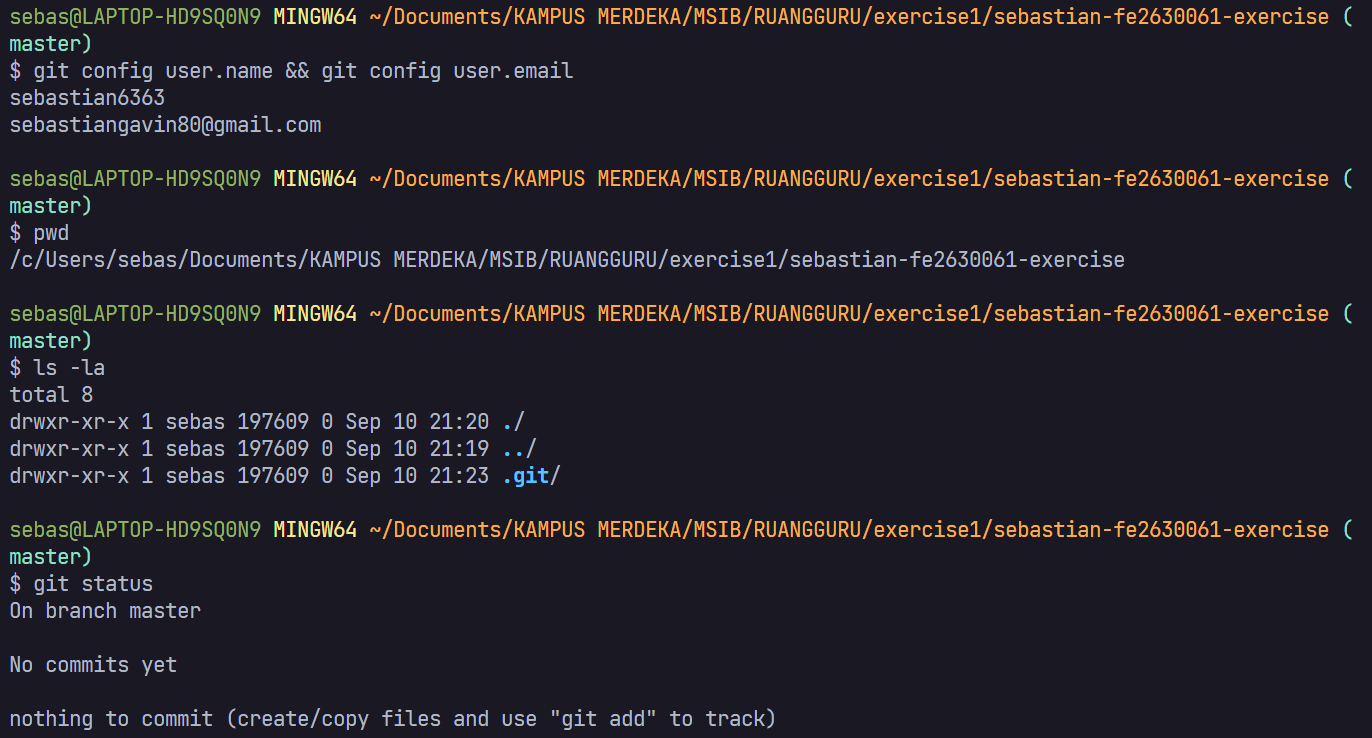 sebas@LAPTOP-HD9SQ0N9 MINGW64 ~/Documents/KAMPUS MERDEKA/MSIB/RUANGGURU/exercise1/sebastian-fe2630061-exercise (
master)
$ git config user.name && git config user.email
sebastian6363
sebastiangavin80@gmail.com
sebas@LAPTOP-HD9SQ0N9 MINGW64 ~/Documents/KAMPUS MERDEKA/MSIB/RUANGGURU/exercise1/sebastian-fe2630061-exercise (
master)
$ pwd
/c/Users/sebas/Documents/KAMPUS MERDEKA/MSIB/RUANGGURU/exercise1/sebastian-fe2630061-exercise
sebas@LAPTOP-HD9SQ0N9 MINGW64 ~/Documents/KAMPUS MERDEKA/MSIB/RUANGGURU/exercise1/sebastian-fe2630061-exercise (
master)
$ ls -la
total 8
drwxr-xr-x 1 sebas 197609 0 Sep 10 21:20 ./
drwxr-xr-x 1 sebas 197609 0 Sep 10 21:19 ../
drwxr-xr-x 1 sebas 197609 0 Sep 10 21:23 .git/
sebas@LAPTOP-HD9SQ0N9 MINGW64 ~/Documents/KAMPUS MERDEKA/MSIB/RUANGGURU/exercise1/sebastian-fe2630061-exercise (
master)
$ git status
On branch master
No commits yet
nothing to commit (create/copy files and use "git add" to track)